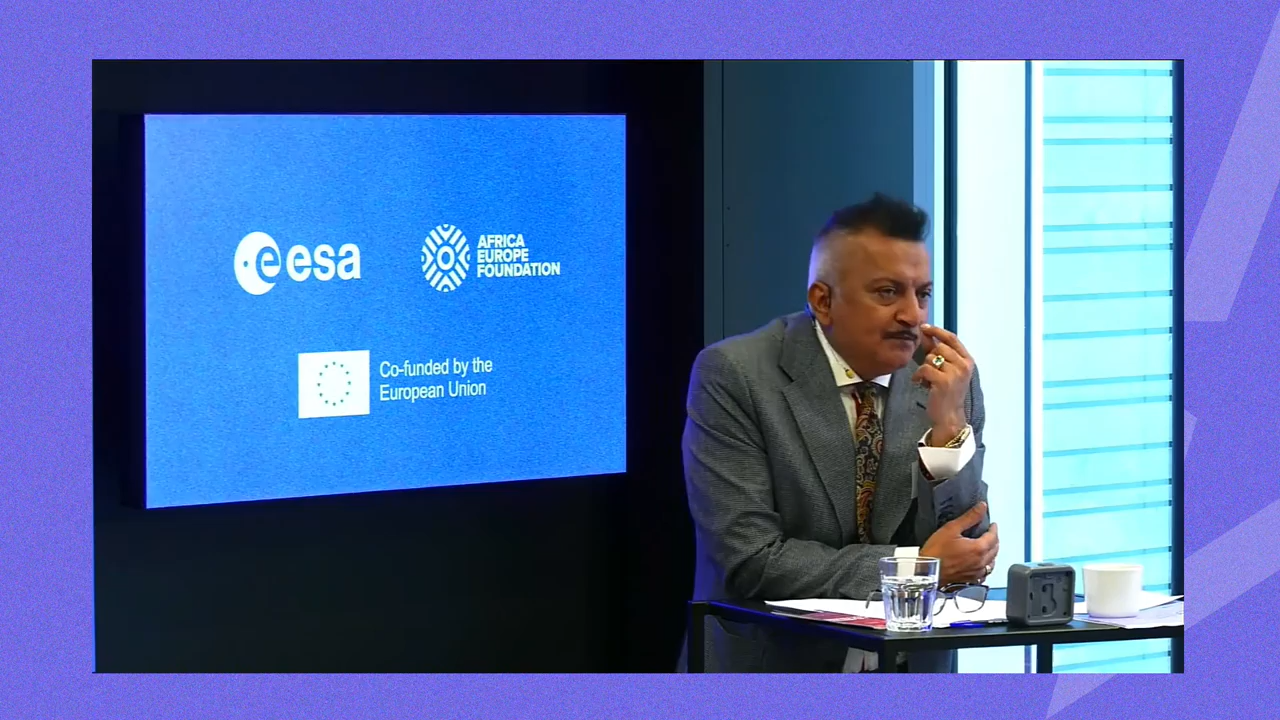 esa
AFRICA
EUROPE
FOUNDATION
Co-funded by the
European Union